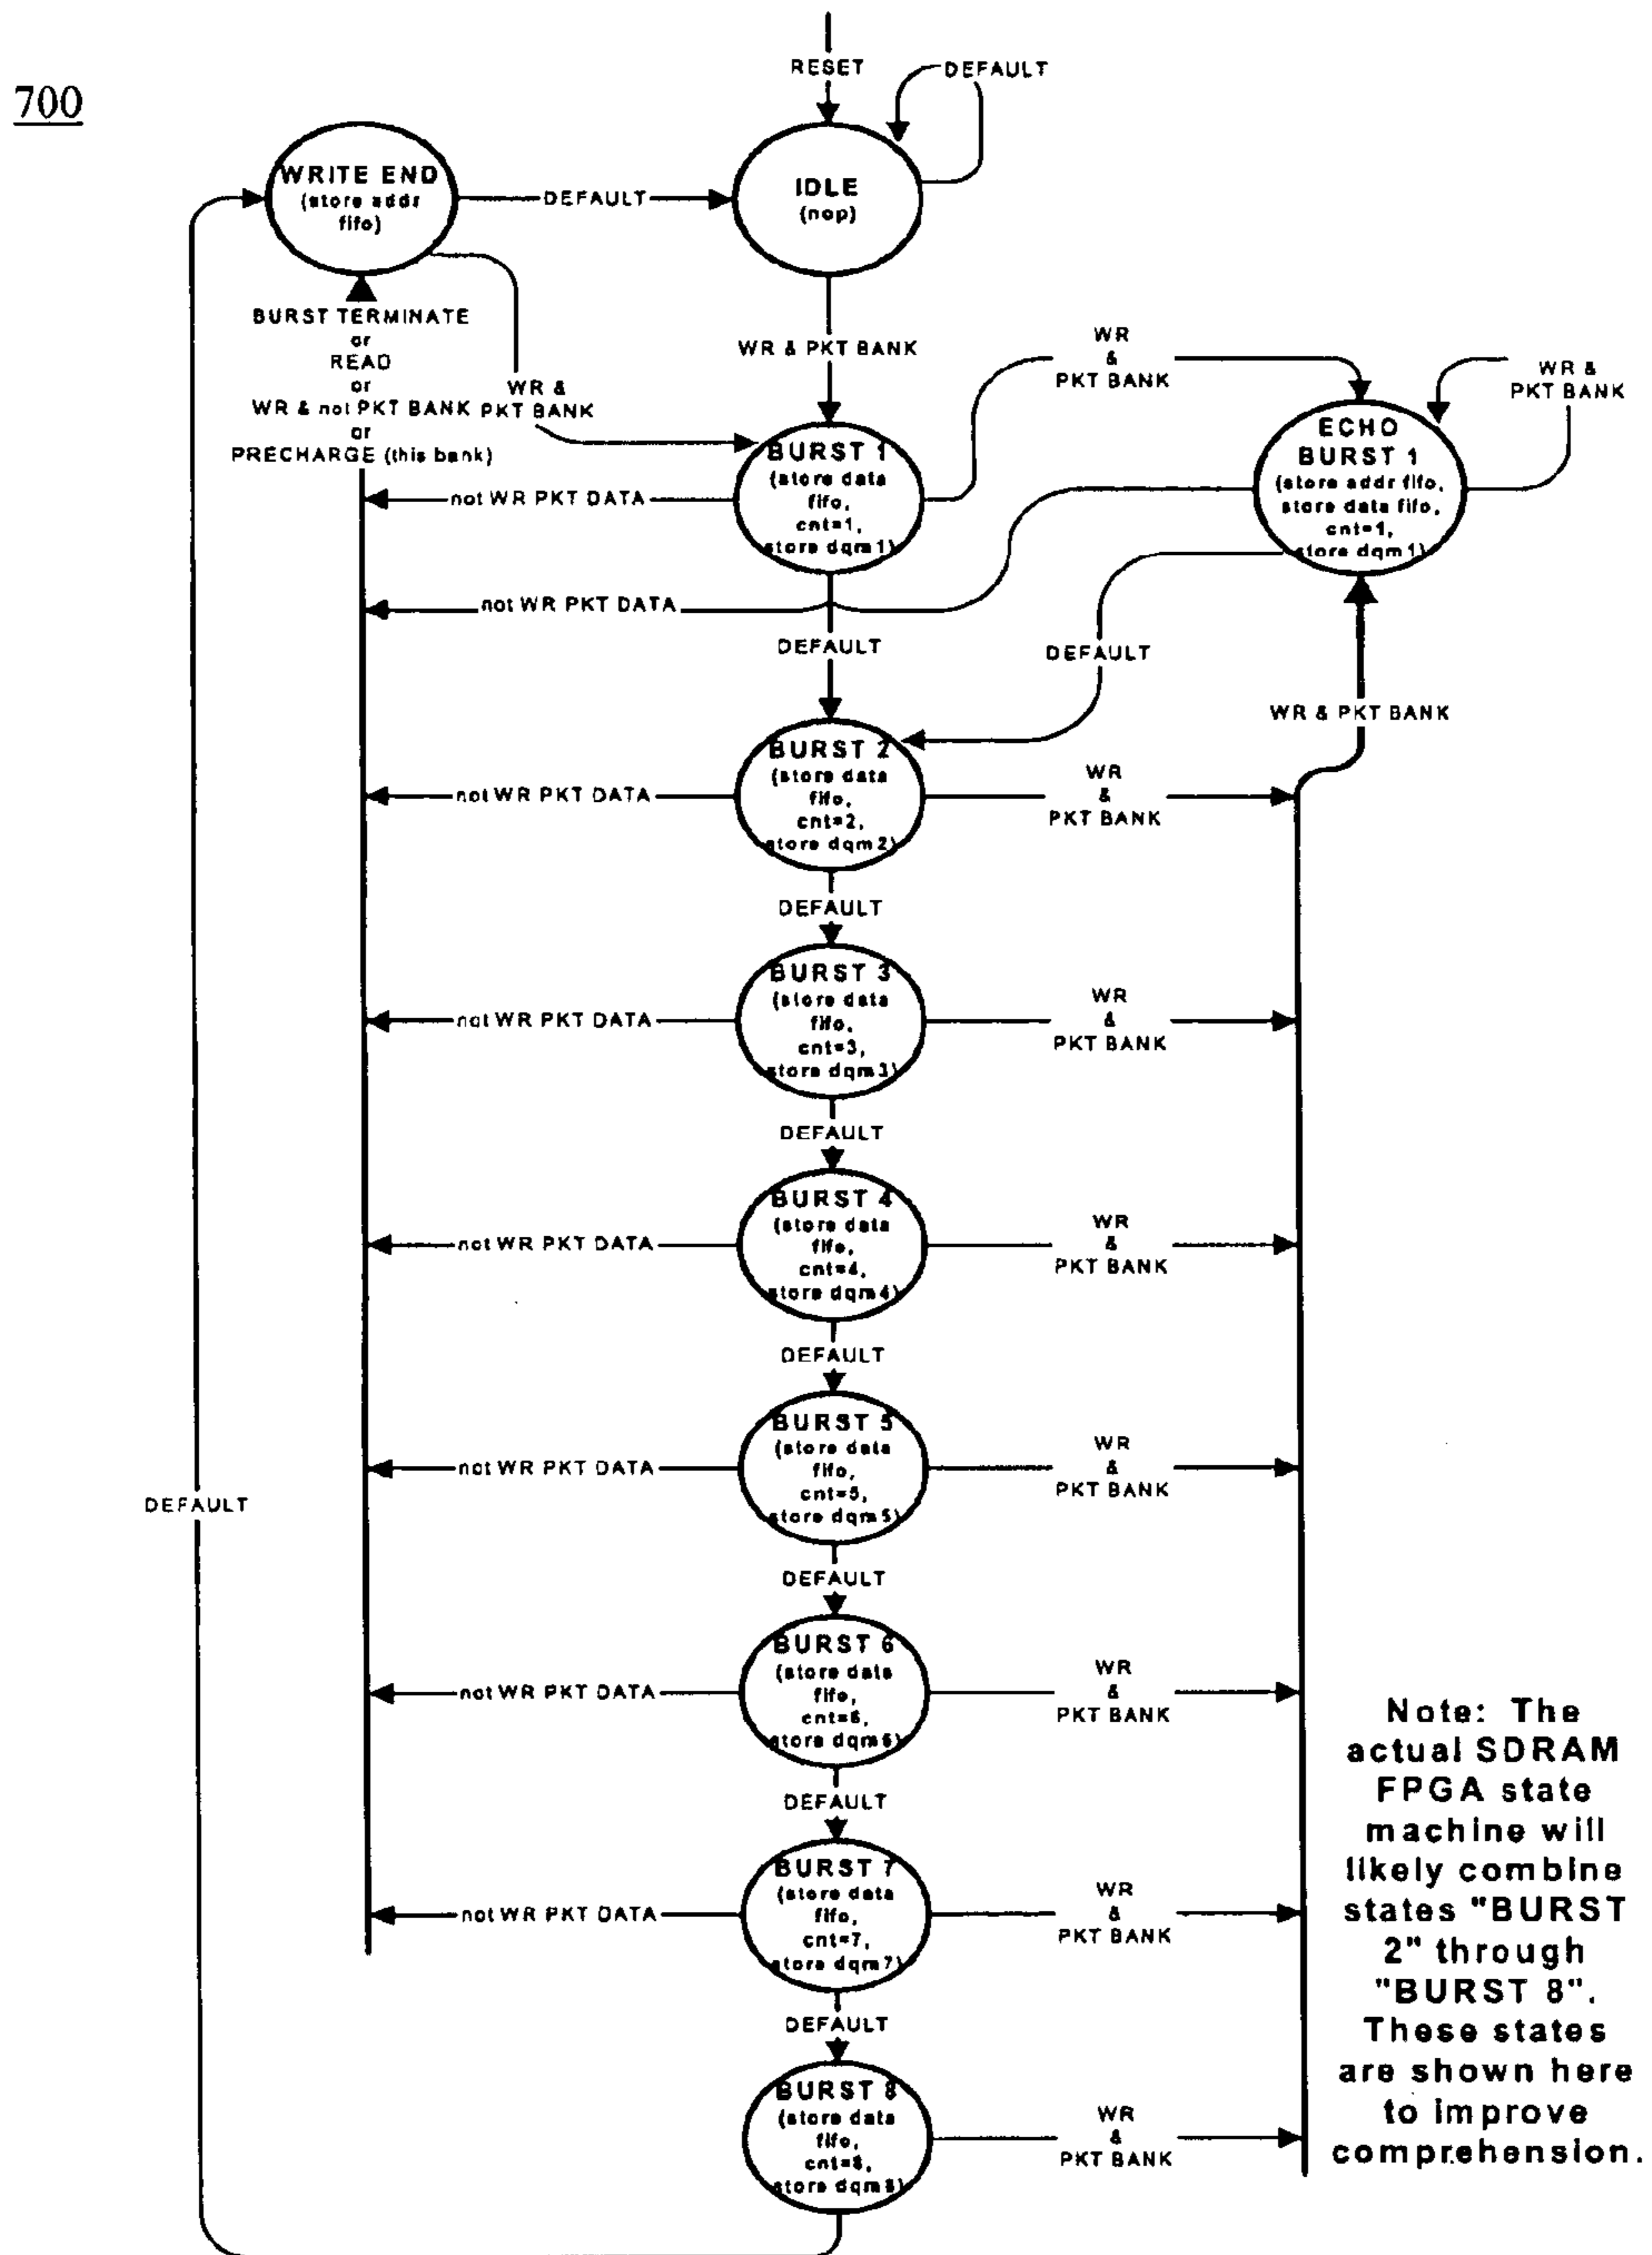 700
RESET
DEFAULT
WRITE END
(store addr
fifo)
DEFAULT
IDLE
(nop)
BURST TERMINATE
or
READ
or
WR & not PKT BANK
or
PRECHARGE (this bank)
WR &
PKT BANK
WR & PKT BANK
WR
&
PKT BANK
WR &
PKT BANK
BURST 1
(store data
fifo,
cnt=1,
store dqm1)
ECHO
BURST 1
(store addr fifo,
store data fifo,
cnt=1,
store dqm1)
not WR PKT DATA
not WR PKT DATA
DEFAULT
DEFAULT
WR & PKT BANK
BURST 2
(store data
fifo,
cnt=2,
store dqm2)
not WR PKT DATA
WR
&
PKT BANK
DEFAULT
BURST 3
(store data
fifo,
cnt=3,
store dqm3)
not WR PKT DATA
WR
&
PKT BANK
DEFAULT
BURST 4
(store data
fifo,
cnt=4,
store dqm4)
not WR PKT DATA
WR
&
PKT BANK
DEFAULT
BURST 5
(store data
fifo,
cnt=5,
store dqm5)
not WR PKT DATA
WR
&
PKT BANK
DEFAULT
DEFAULT
BURST 6
(store data
fifo,
cnt=6,
store dqm6)
not WR PKT DATA
WR
&
PKT BANK
DEFAULT
BURST 7
(store data
fifo,
cnt=7,
store dqm7)
not WR PKT DATA
WR
&
PKT BANK
DEFAULT
BURST 8
(store data
fifo,
cnt=8,
store dqm8)
WR
&
PKT BANK
Note: The
actual SDRAM
FPGA state
machine will
likely combine
states "BURST
2" through
"BURST 8".
These states
are shown here
to improve
comprehension.